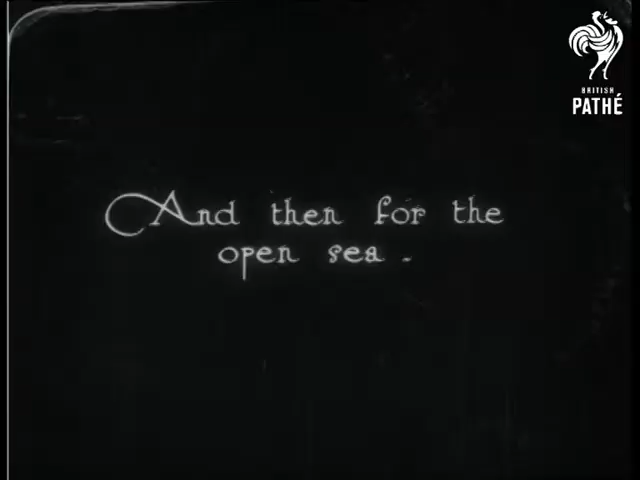 BRITISH
PATHÉ
And then for the
open sea -